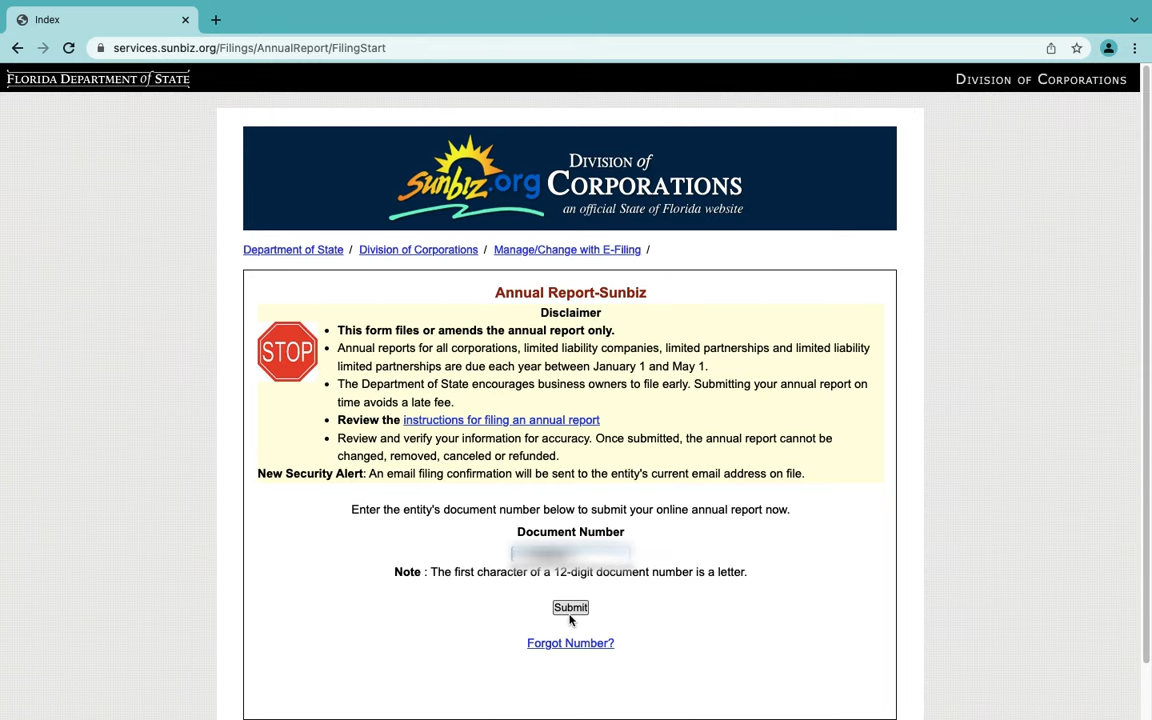 Index
services.sunbiz.org/Filings/AnnualReport/FilingStart
FLORIDA DEPARTMENT of STATE
DIVISION OF CORPORATIONS
sunbiz.org
DIVISION of
CORPORATIONS
an official State of Florida website
Department of State / Division of Corporations / Manage/Change with E-Filing /
Annual Report-Sunbiz
Disclaimer
STOP
• This form files or amends the annual report only.
• Annual reports for all corporations, limited liability companies, limited partnerships and limited liability
limited partnerships are due each year between January 1 and May 1.
• The Department of State encourages business owners to file early. Submitting your annual report on
time avoids a late fee.
• Review the instructions for filing an annual report
• Review and verify your information for accuracy. Once submitted, the annual report cannot be
changed, removed, canceled or refunded.
New Security Alert: An email filing confirmation will be sent to the entity's current email address on file.
Enter the entity's document number below to submit your online annual report now.
Document Number
Note : The first character of a 12-digit document number is a letter.
Submit
Forgot Number?